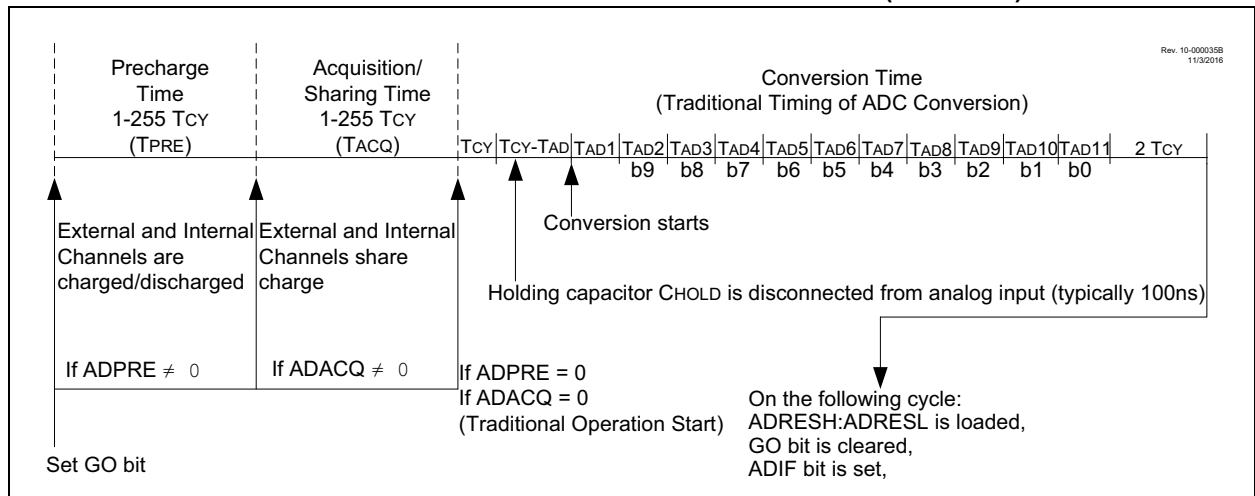 Rev. 10-000035B
11/3/2016
Precharge
Time
1-255 TCY
(TPRE)
Acquisition/
Sharing Time
1-255 TCY
(TACQ)
Conversion Time
(Traditional Timing of ADC Conversion)
TCY TCY-TAD TAD1 TAD2 TAD3 TAD4 TAD5 TAD6 TAD7 TAD8 TAD9 TAD10 TAD11 2 TCY
b9 b8 b7 b6 b5 b4 b3 b2 b1 b0
External and Internal
Channels are
charged/discharged
External and Internal
Channels share
charge
Conversion starts
Holding capacitor CHOLD is disconnected from analog input (typically 100ns)
If ADPRE ≠ 0
If ADACQ ≠ 0
If ADPRE = 0
If ADACQ = 0
(Traditional Operation Start)
On the following cycle:
ADRESH:ADRESL is loaded,
GO bit is cleared,
ADIF bit is set,
Set GO bit